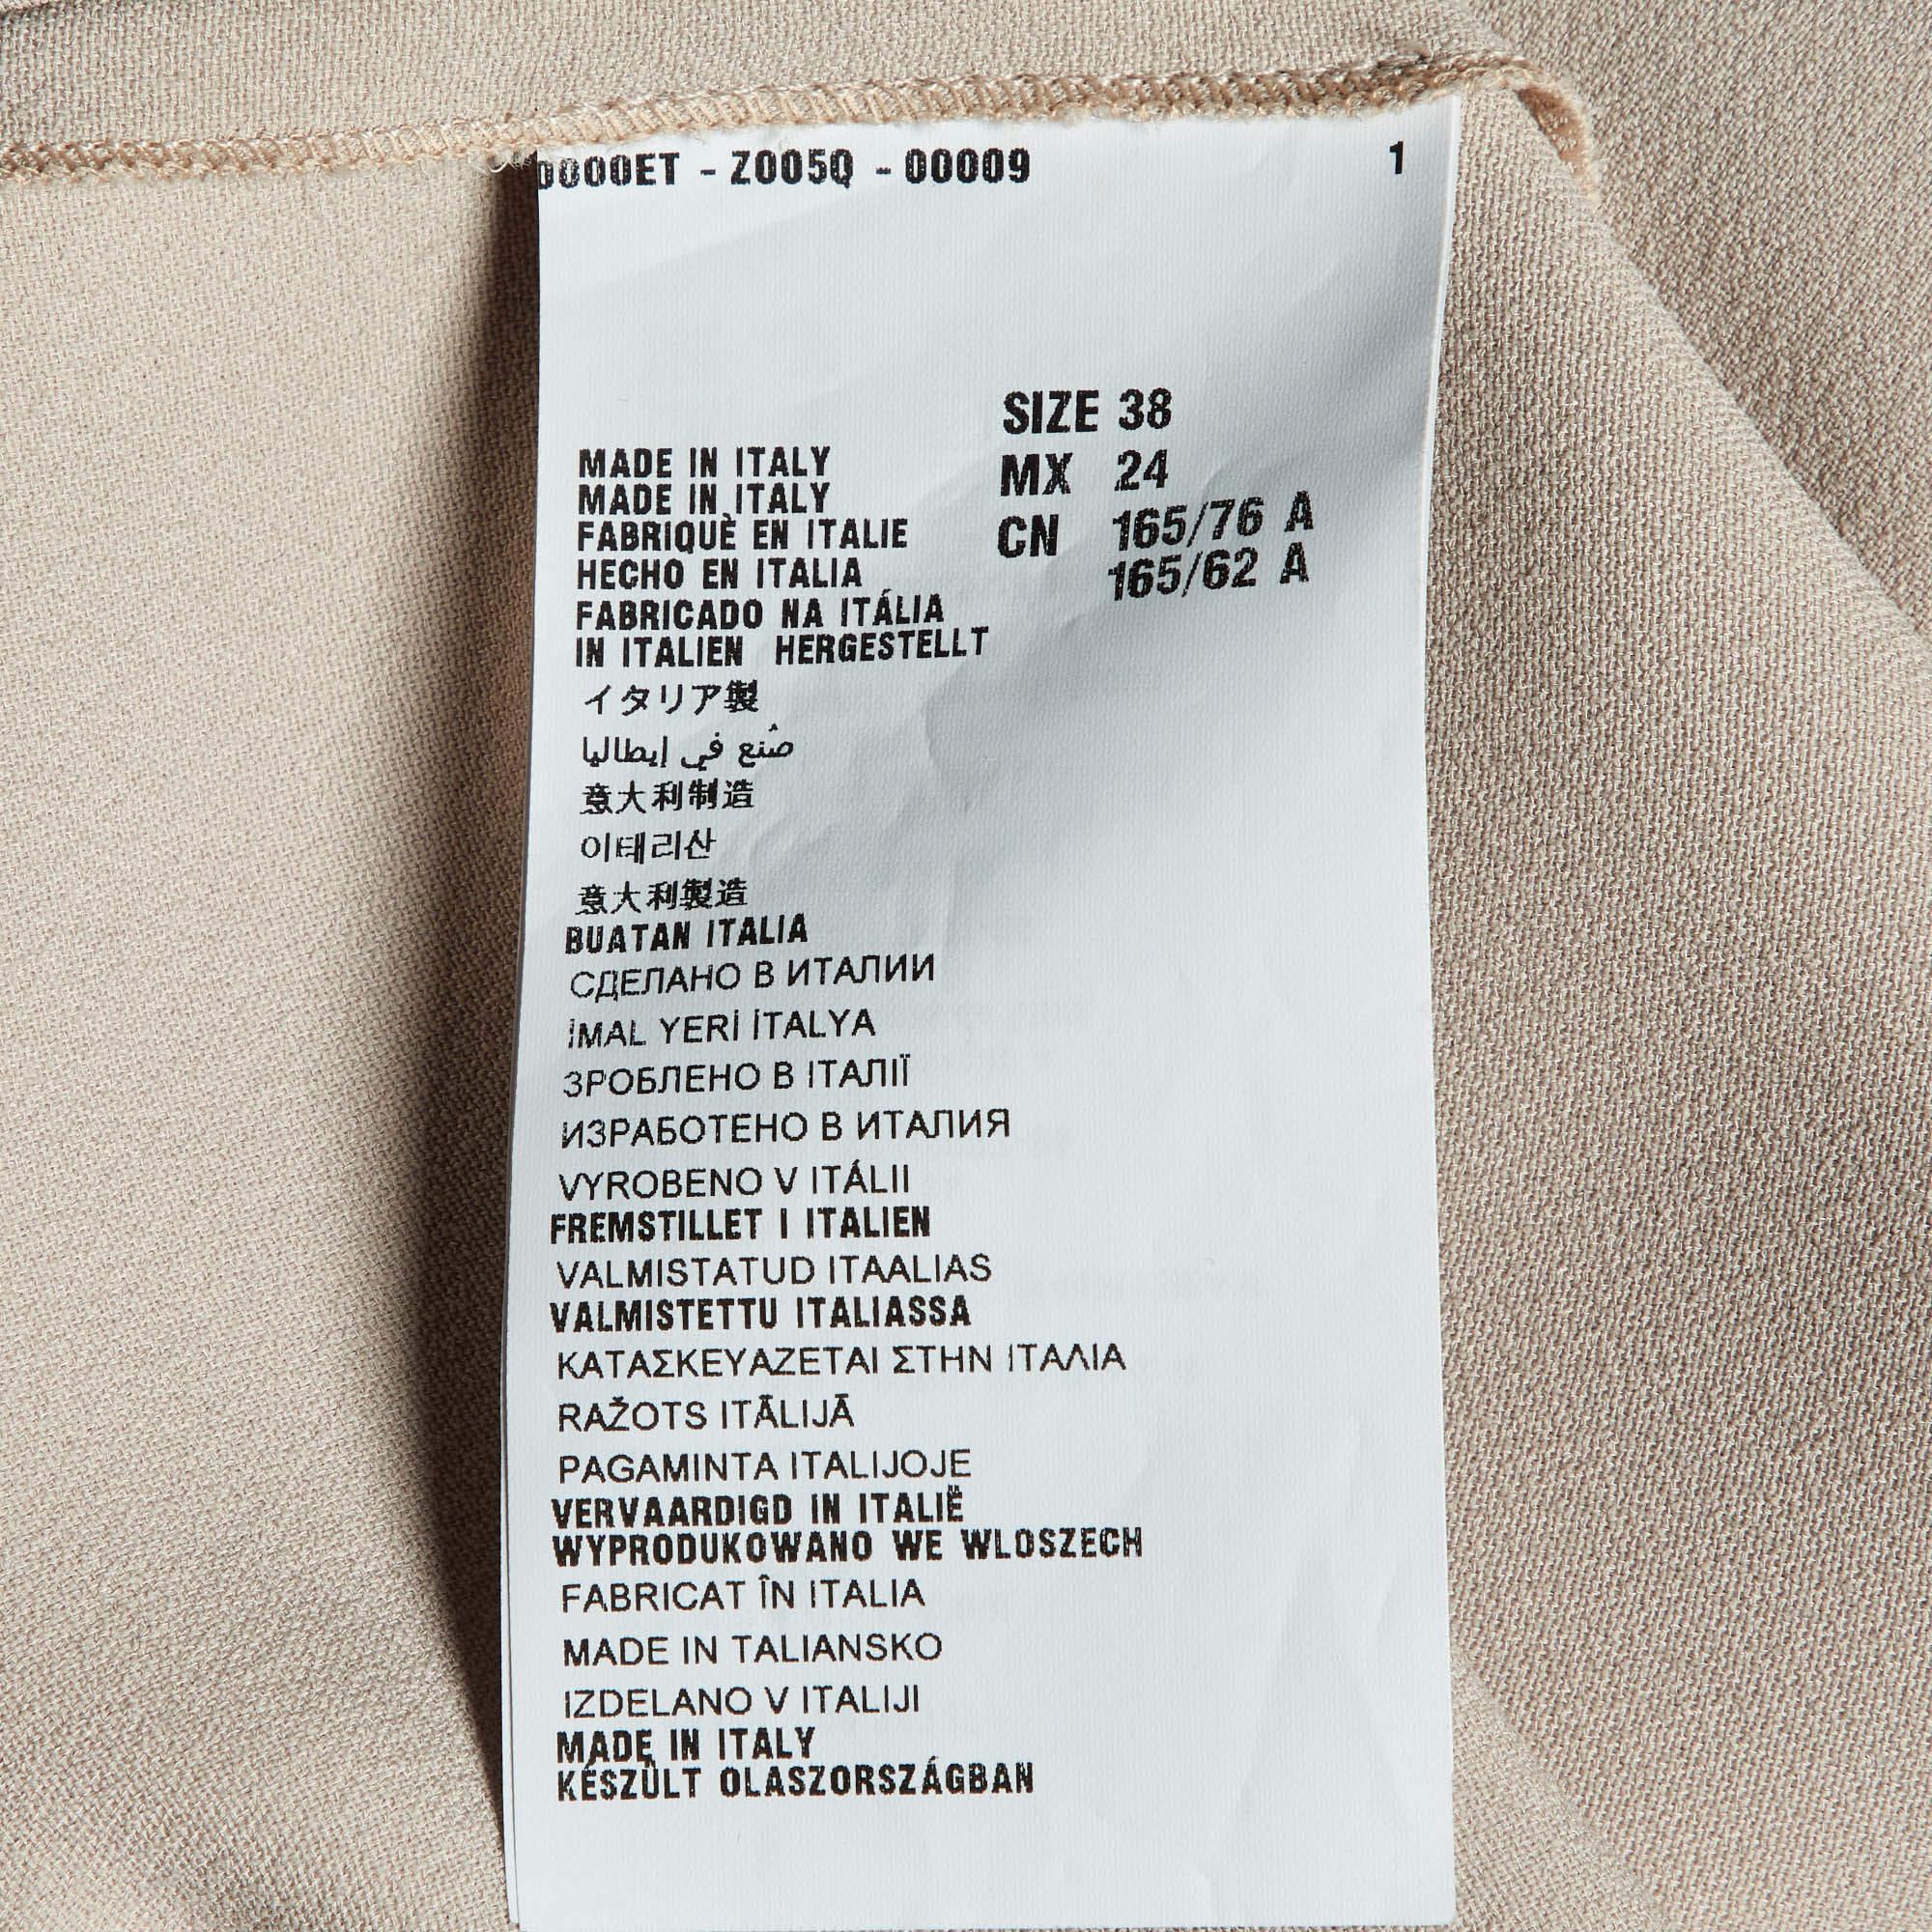 0000ET - Z005Q - 00009 1
SIZE 38
MX 24
CN 165/76 A
165/62 A
MADE IN ITALY
MADE IN ITALY
FABRIQUÈ EN ITALIE
HECHO EN ITALIA
FABRICADO NA ITÁLIA
IN ITALIEN HERGESTELLT
イタリア製
صُنع في إيطاليا
意大利制造
이태리산
意大利製造
BUATAN ITALIA
СДЕЛАНО В ИТАЛИИ
İMAL YERİ İTALYA
ЗРОБЛЕНО В ІТАЛІЇ
ИЗРАБОТЕНО В ИТАЛИЯ
VYROBENO V ITÁLII
FREMSTILLET I ITALIEN
VALMISTATUD ITAALIAS
VALMISTETTU ITALIASSA
ΚΑΤΑΣΚΕΥΑΖΕΤΑΙ ΣΤΗΝ ΙΤΑΛΙΑ
RAŽOTS ITĀLIJĀ
PAGAMINTA ITALIJOJE
VERVAARDIGD IN ITALIË
WYPRODUKOWANO WE WLOSZECH
FABRICAT ÎN ITALIA
MADE IN TALIANSKO
IZDELANO V ITALIJI
MADE IN ITALY
KÉSZÜLT OLASZORSZÁGBAN